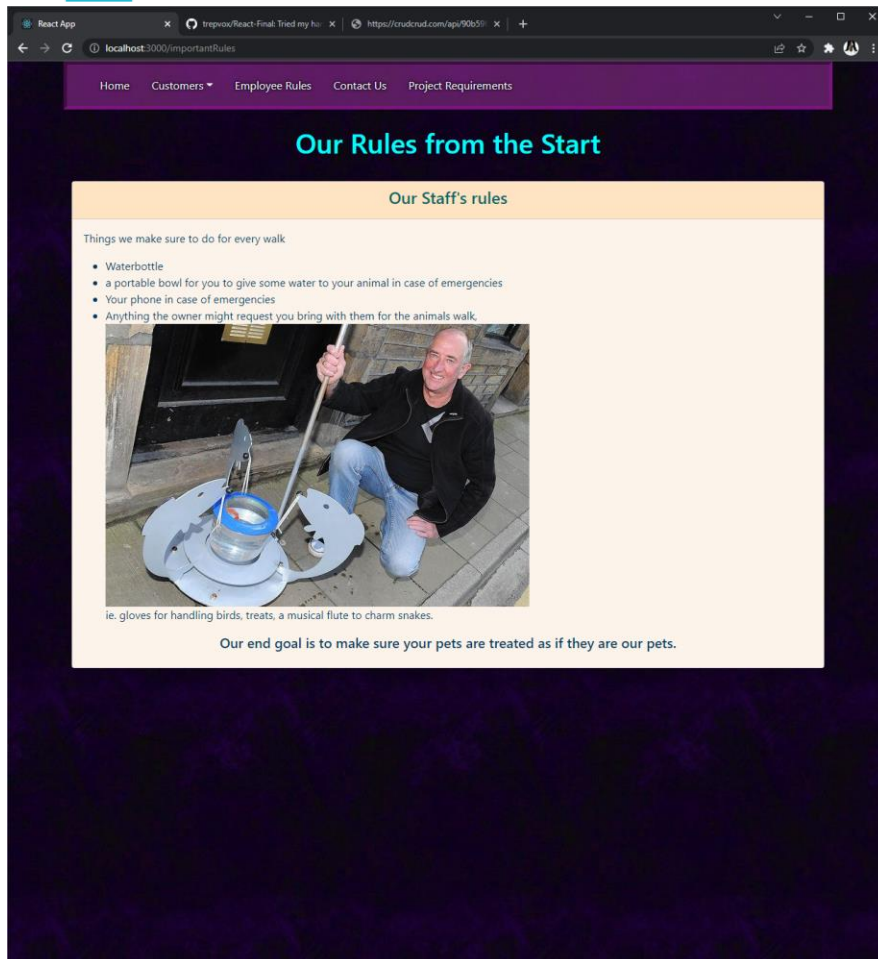 React App
trepvox/React-Final: Tried my ha
https://crudcrud.com/api/90b59
localhost:3000/importantRules
Home Customers Employee Rules Contact Us Project Requirements
Our Rules from the Start
Our Staff's rules
Things we make sure to do for every walk
Waterbottle
a portable bowl for you to give some water to your animal in case of emergencies
Your phone in case of emergencies
Anything the owner might request you bring with them for the animals walk,
ie. gloves for handling birds, treats, a musical flute to charm snakes.
Our end goal is to make sure your pets are treated as if they are our pets.